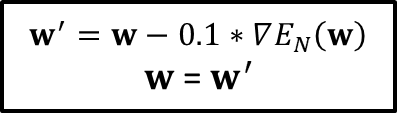 w′ = w − 0.1 * ∇E_N(w)
w = w′